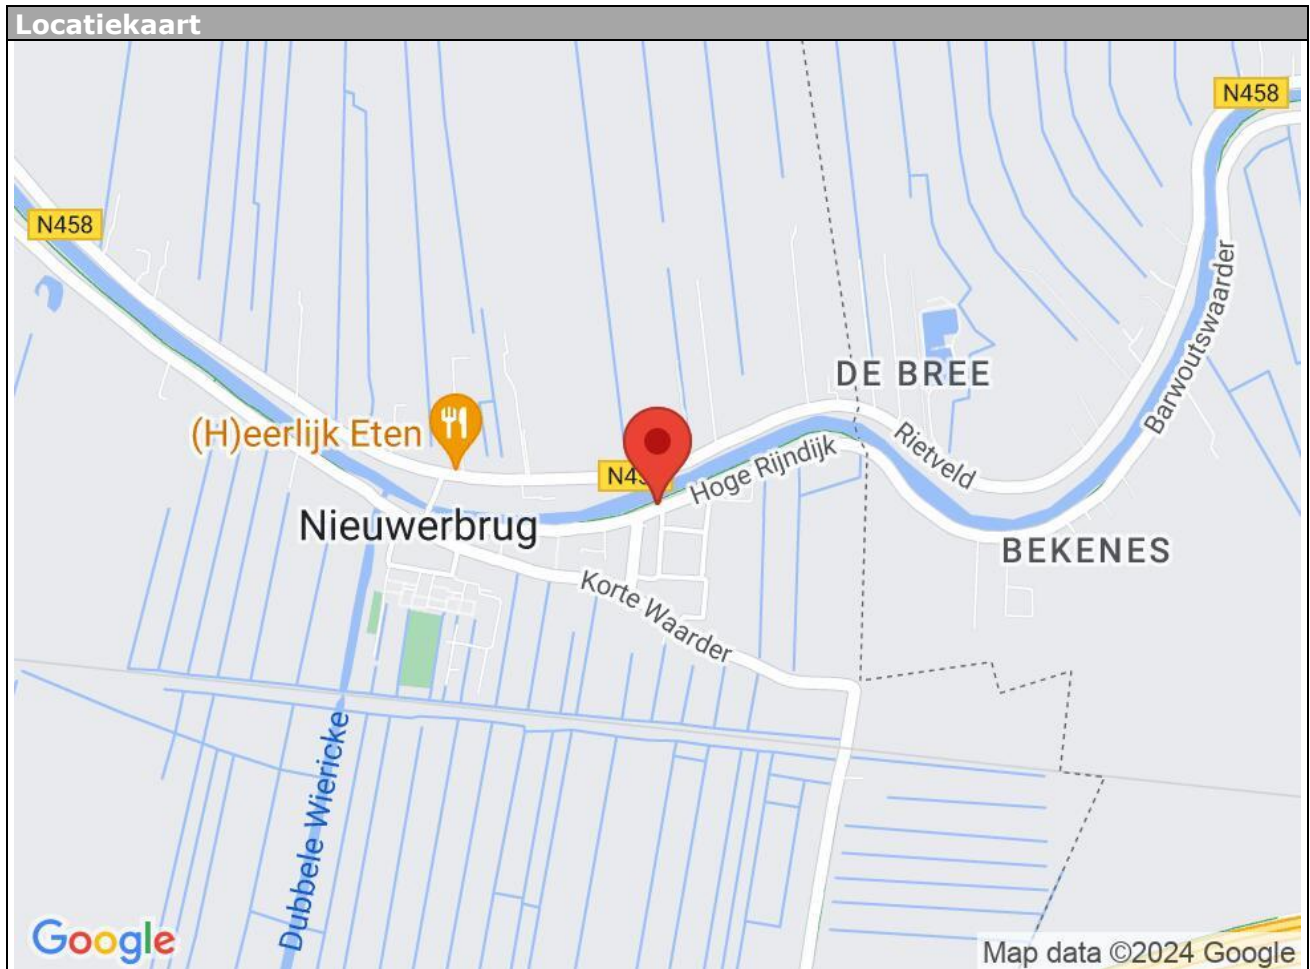 Locatiekaart
N458
N458
Barwoutswaarder
DE BREE
(H)eerlijk Eten
Rietveld
Hoge Rijndijk
Nieuwerbrug
BEKENES
Korte Waarder
Dubbele Wiericke
Google
Map data ©2024 Google